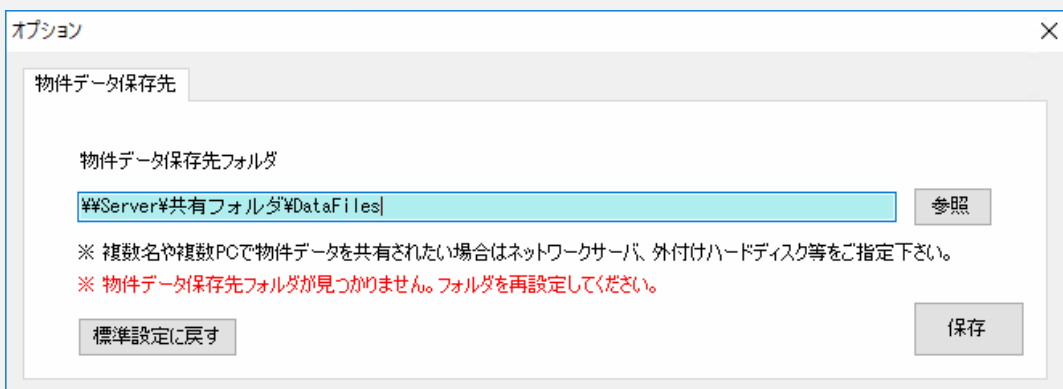 オプション
物件データ保存先
物件データ保存先フォルダ
¥¥Server¥共有フォルダ¥DataFiles
参照
※ 複数名や複数PCで物件データを共有されたい場合はネットワークサーバ、外付けハードディスク等をご指定下さい。
※ 物件データ保存先フォルダが見つかりません。フォルダを再設定してください。
標準設定に戻す
保存